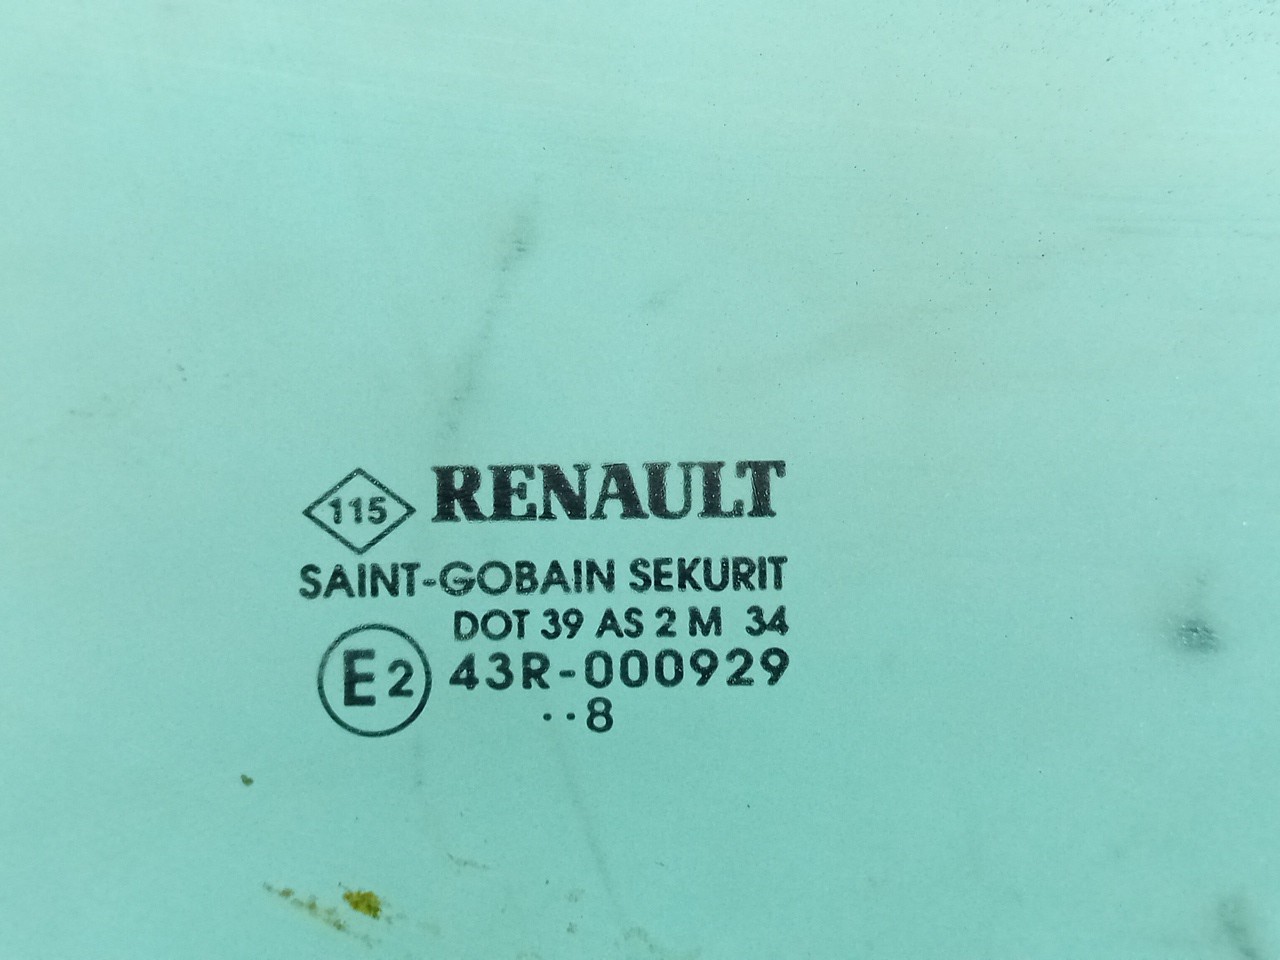 115 RENAULT
SAINT-GOBAIN SEKURIT
DOT 39 AS 2 M 34
E2 43R-000929
··8